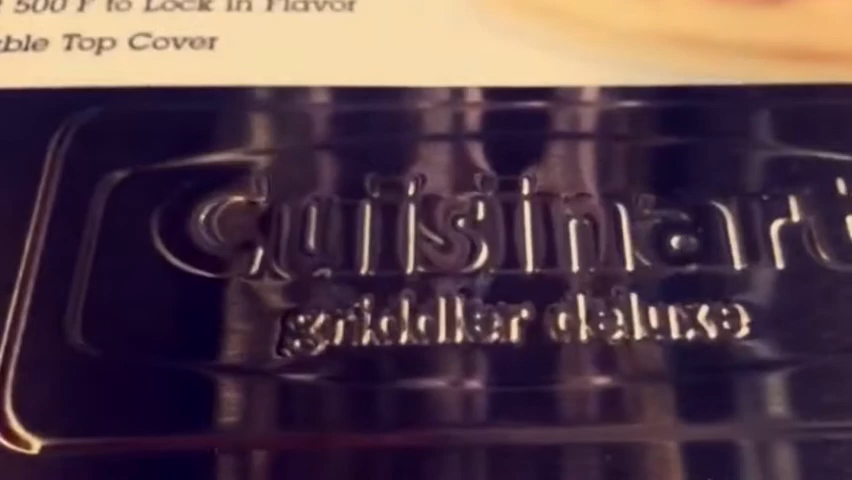 500 F to Lock in Flavor
Top Cover
Cuisinart
griddler deluxe